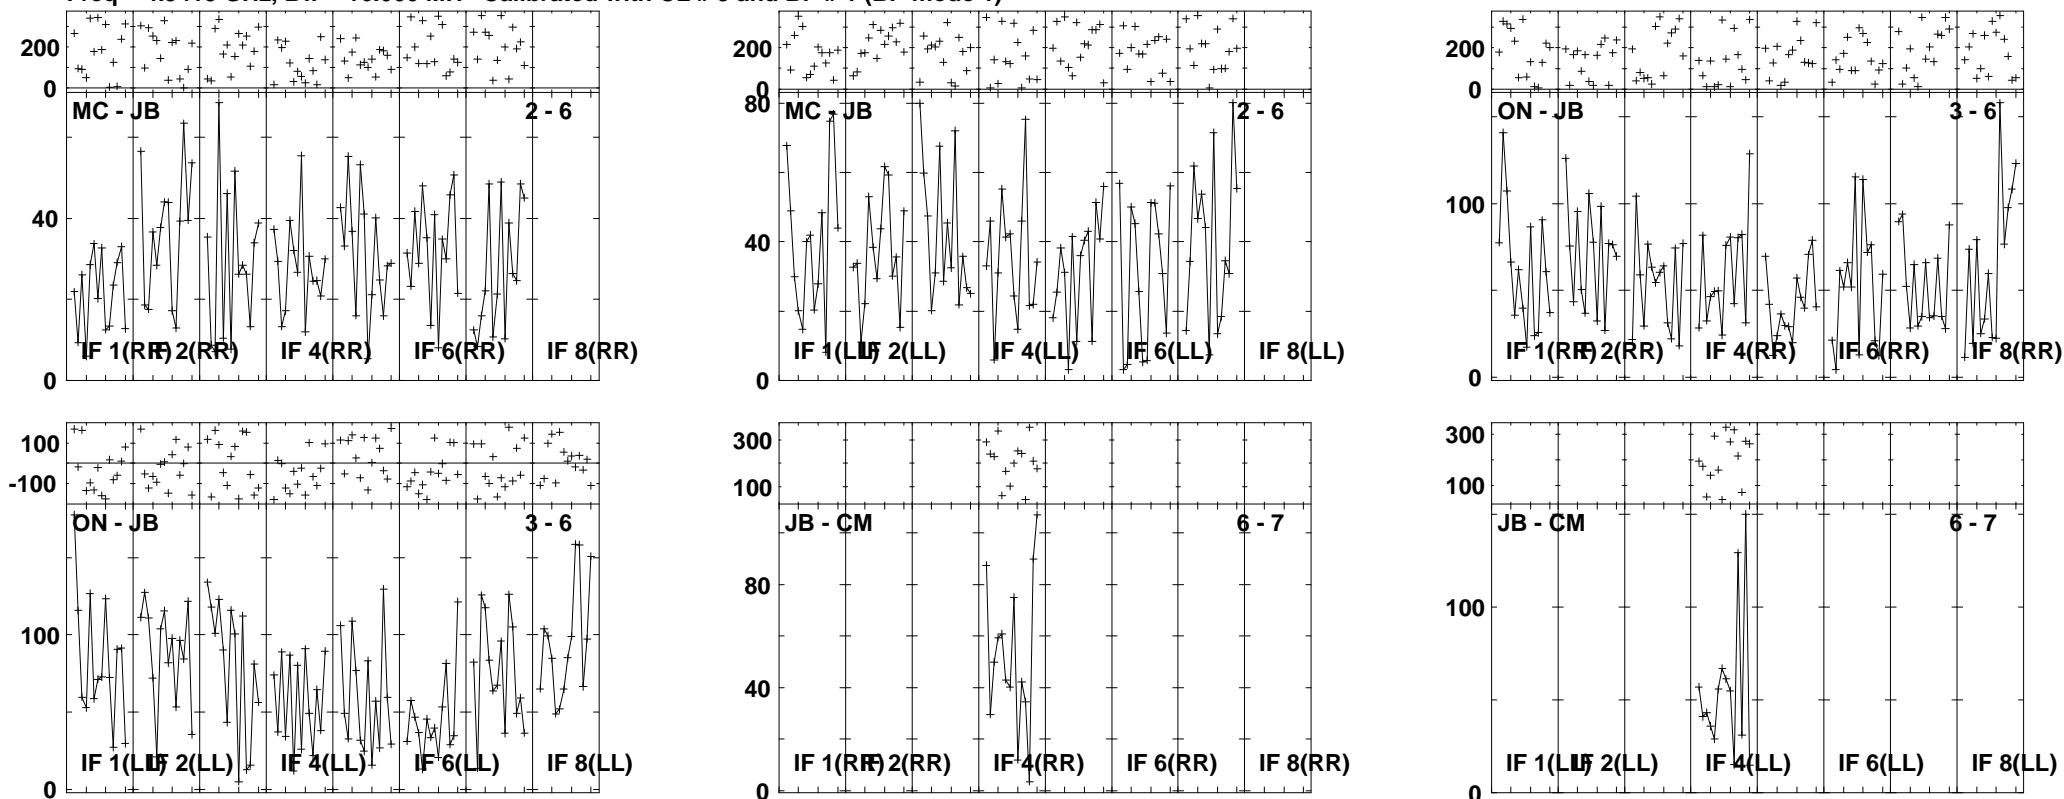 200
0
MC - JB 2 - 6
40
0
IF 1(RR) IF 2(RR) IF 4(RR) IF 6(RR) IF 8(RR)
200
0
80
MC - JB 2 - 6
40
0
IF 1(LL) IF 2(LL) IF 4(LL) IF 6(LL) IF 8(LL)
200
0
ON - JB 3 - 6
100
0
IF 1(RR) IF 2(RR) IF 4(RR) IF 6(RR) IF 8(RR)
100
-100
ON - JB 3 - 6
100
0
IF 1(LL) IF 2(LL) IF 4(LL) IF 6(LL) IF 8(LL)
300
100
JB - CM 6 - 7
80
40
0
IF 1(RR) IF 2(RR) IF 4(RR) IF 6(RR) IF 8(RR)
300
100
JB - CM 6 - 7
100
0
IF 1(LL) IF 2(LL) IF 4(LL) IF 6(LL) IF 8(LL)